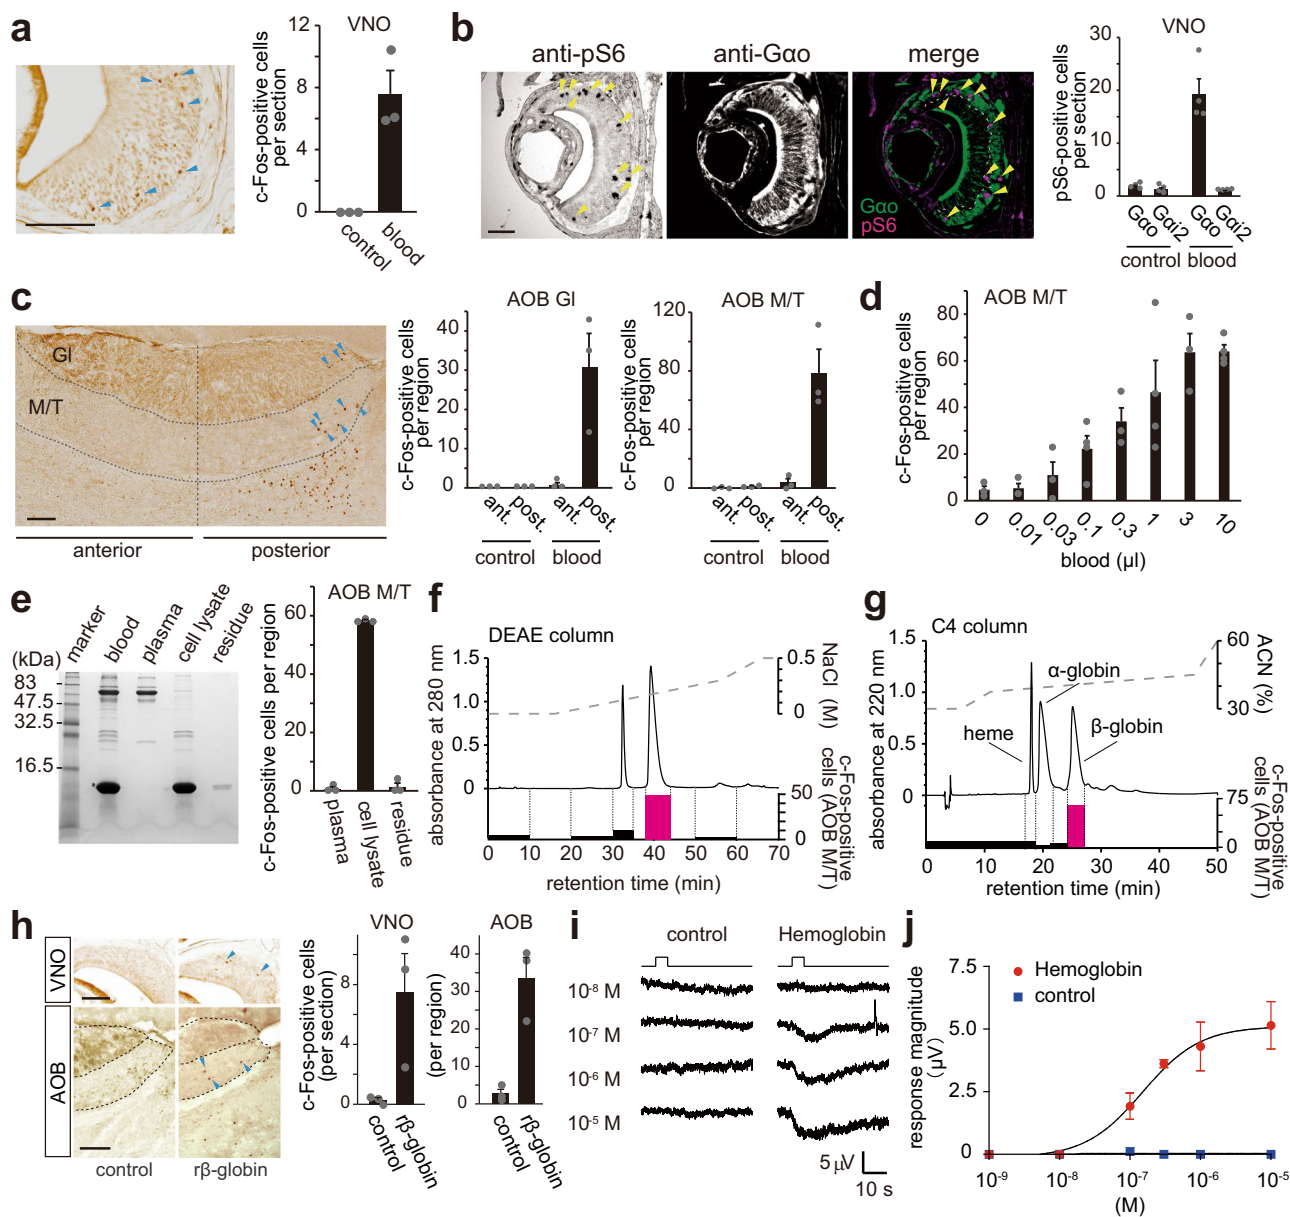 a
VNO
c-Fos-positive cells
per section
12
9
6
3
0
control
blood
b
anti-pS6
anti-Gαo
merge
Gαo
pS6
VNO
pS6-positive cells
per section
30
20
10
0
Gαo
Gαi2
Gαo
Gαi2
control blood
c
Gl
M/T
anterior
posterior
AOB Gl
c-Fos-positive cells
per region
40
30
20
10
0
ant.
post.
ant.
post.
control
blood
AOB M/T
c-Fos-positive cells
per region
120
80
40
0
ant.
post.
ant.
post.
control
blood
d
AOB M/T
c-Fos-positive cells
per region
80
60
40
20
0
0
0.01
0.03
0.1
0.3
1
3
10
blood (µl)
e
marker
blood
plasma
cell lysate
residue
(kDa)
83
47.5
32.5
16.5
AOB M/T
c-Fos-positive cells per region
60
40
20
0
plasma
cell lysate
residue
f
DEAE column
absorbance at 280 nm
1.5
1.0
0.5
0
0.5
0
NaCl (M)
50
0
c-Fos-positive
cells (AOB M/T)
0 10 20 30 40 50 60 70
retention time (min)
g
C4 column
absorbance at 220 nm
1.5
1.0
0.5
0
heme
α-globin
β-globin
60
30
ACN (%)
75
0
c-Fos-positive
cells (AOB M/T)
0 10 20 30 40 50
retention time (min)
h
VNO
AOB
control
rβ-globin
VNO
c-Fos-positive cells
(per section)
8
4
0
control
rβ-globin
AOB
(per region)
40
30
20
10
0
control
rβ-globin
i
control
Hemoglobin
10-8 M
10-7 M
10-6 M
10-5 M
5 µV
10 s
j
Hemoglobin
control
response magnitude
(µV)
7.5
5.0
2.5
0
10-9 10-8 10-7 10-6 10-5
(M)